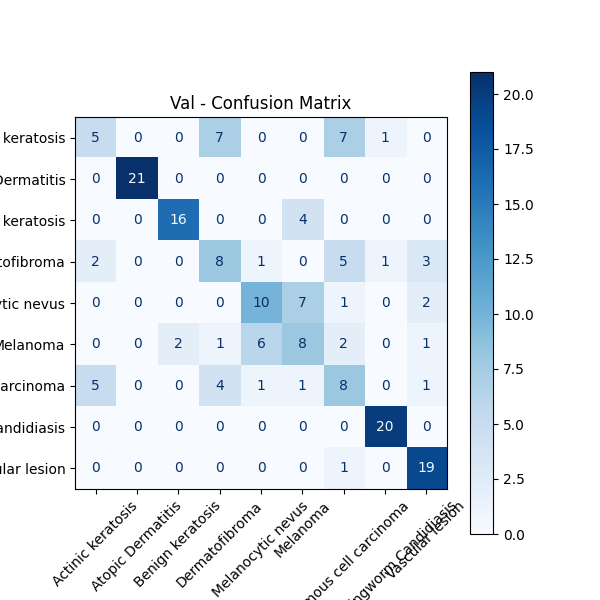 Val - Confusion Matrix
keratosis 5 0 0 7 0 0 7 1 0
Dermatitis 0 21 0 0 0 0 0 0 0
keratosis 0 0 16 0 0 4 0 0 0
tofibroma 2 0 0 8 1 0 5 1 3
ytic nevus 0 0 0 0 10 7 1 0 2
Melanoma 0 0 2 1 6 8 2 0 1
arcinoma 5 0 0 4 1 1 8 0 1
andidiasis 0 0 0 0 0 0 0 20 0
ular lesion 0 0 0 0 0 0 1 0 19
Actinic keratosis
Atopic Dermatitis
Benign keratosis
Dermatofibroma
Melanocytic nevus
Melanoma
mous cell carcinoma
ngworm Candidiasis
Vascular lesion
20.0
17.5
15.0
12.5
10.0
7.5
5.0
2.5
0.0